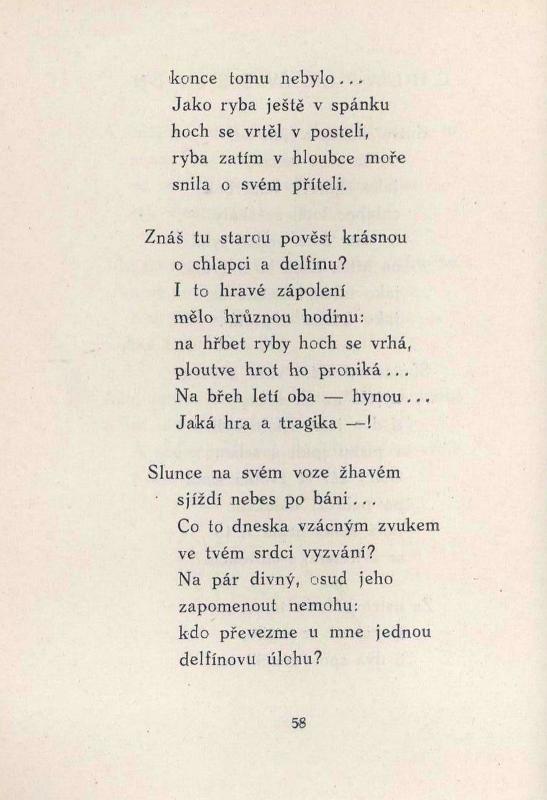 konce tomu nebylo...
Jako ryba ještě v spánku
hoch se vrtěl v posteli,
ryba zatím v hloubce moře
snila o svém příteli.
Znáš tu starou pověst krásnou
o chlapci a delfínu?
I to hravé zápolení
mělo hrůznou hodinu:
na hřbet ryby hoch se vrhá,
ploutve hrot ho proniká...
Na břeh letí oba — hynou...
Jaká hra a tragika —!
Slunce na svém voze žhavém
sjíždí nebes po báni...
Co to dneska vzácným zvukem
ve tvém srdci vyzvání?
Na pár divný, osud jeho
zapomenout nemohu:
kdo převezme u mne jednou
delfínovu úlohu?
58